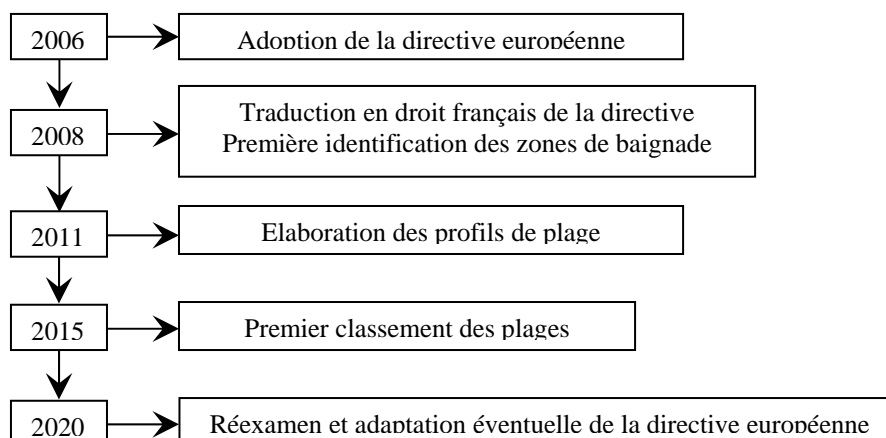 2006
Adoption de la directive européenne
2008
Traduction en droit français de la directive
Première identification des zones de baignade
2011
Elaboration des profils de plage
2015
Premier classement des plages
2020
Réexamen et adaptation éventuelle de la directive européenne